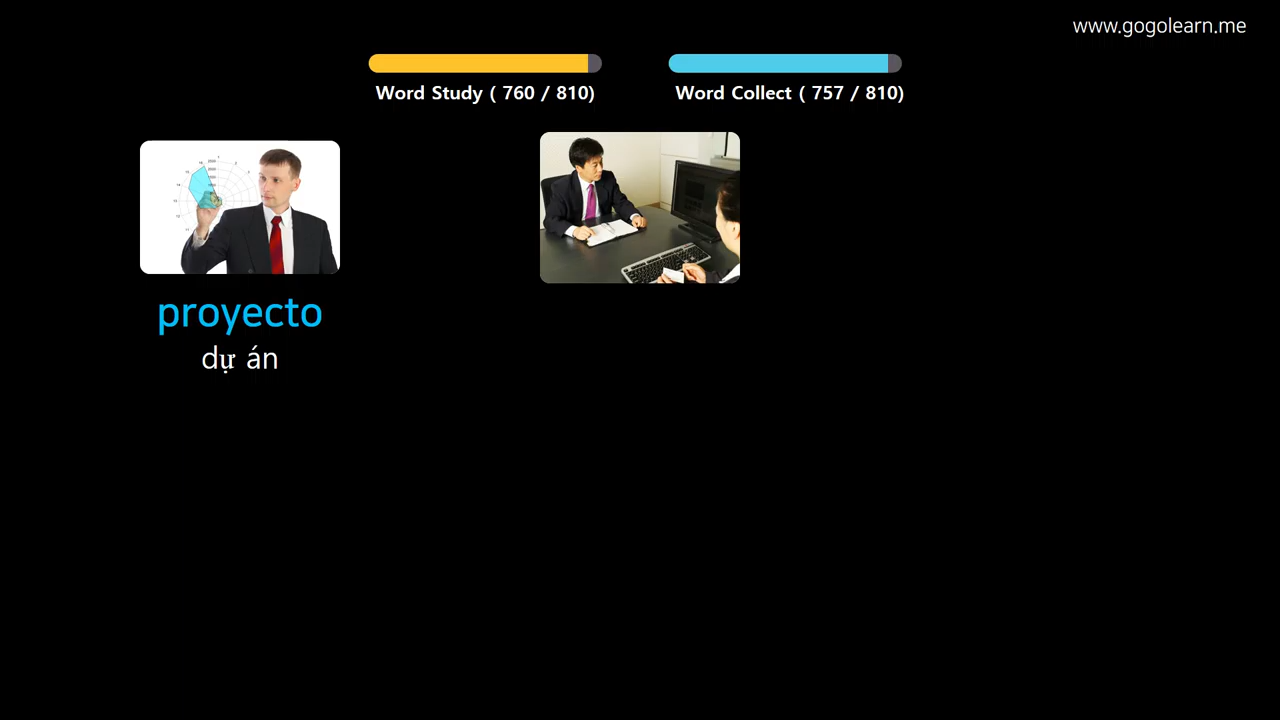 www.gogolearn.me
Word Study ( 760 / 810)
Word Collect ( 757 / 810)
proyecto
dự án